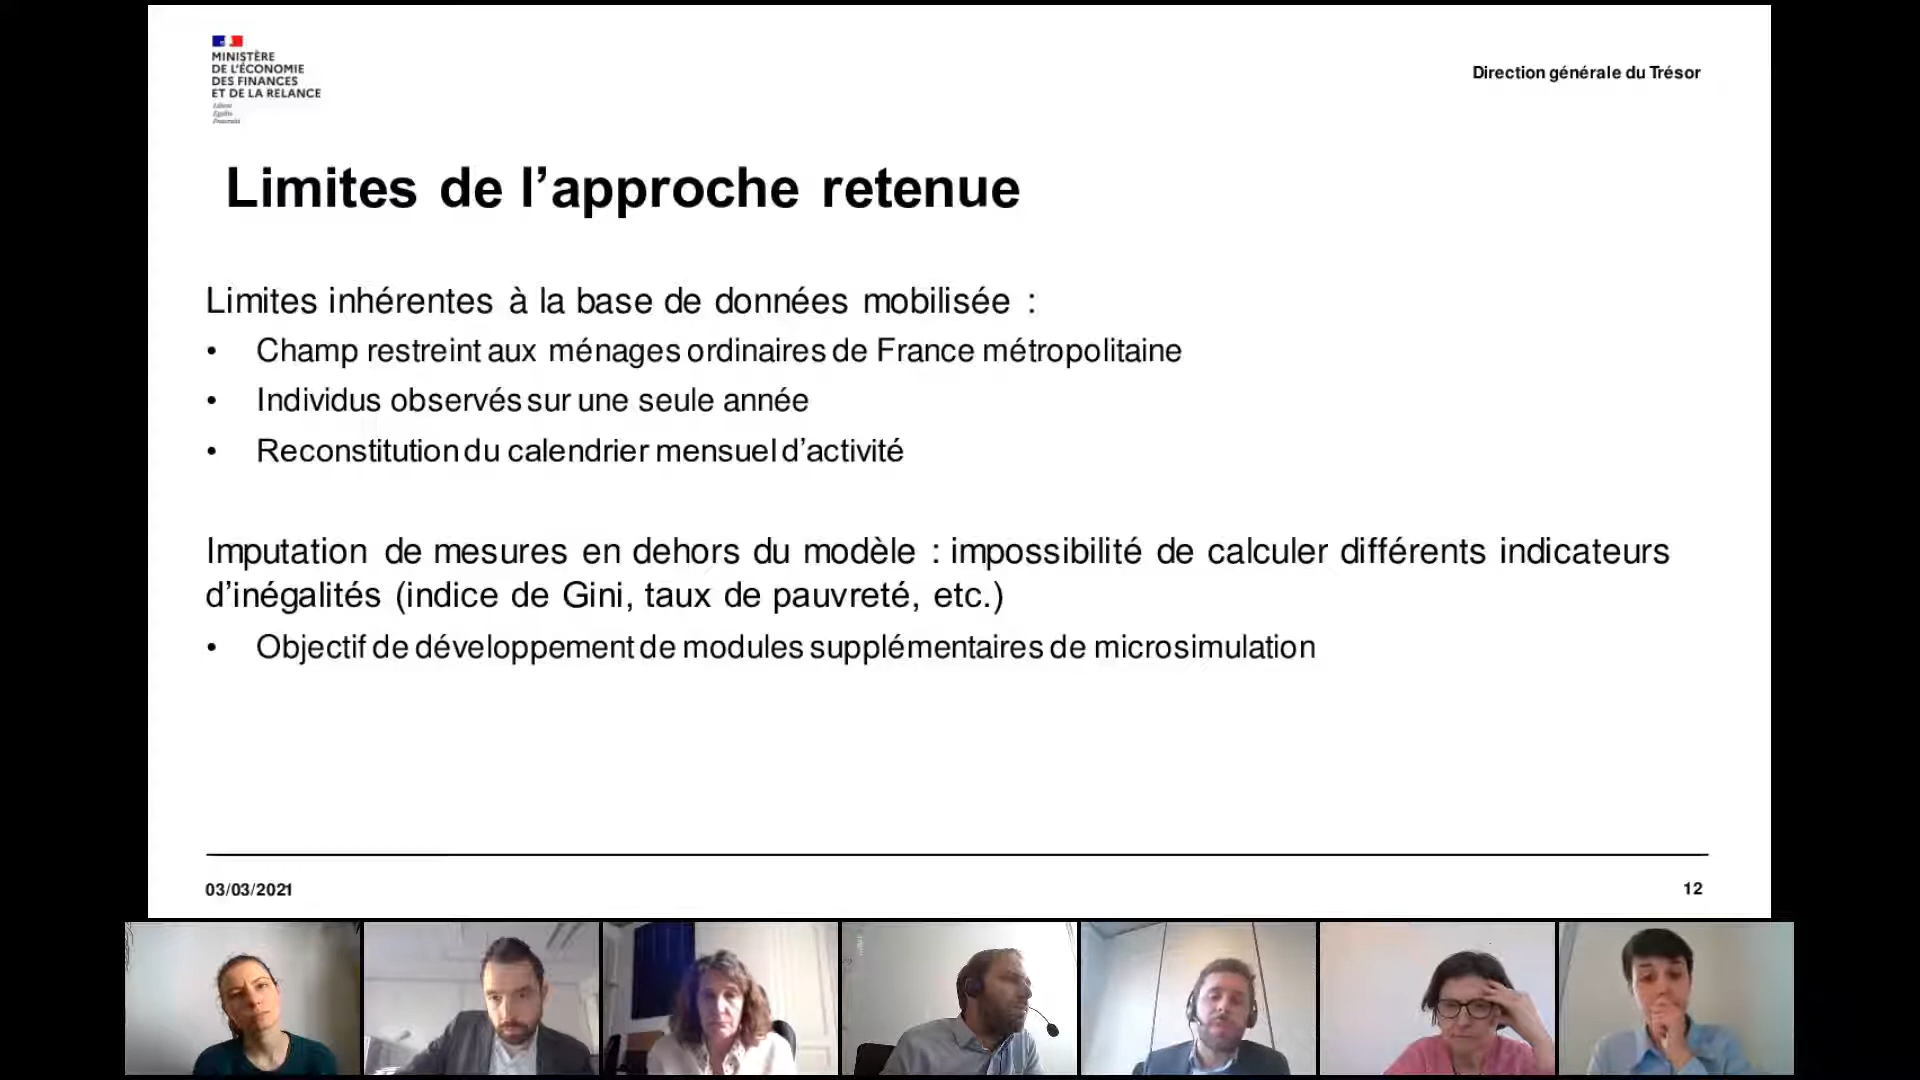 MINISTÈRE
DE L'ÉCONOMIE
DES FINANCES
ET DE LA RELANCE
Liberté
Égalité
Fraternité
Direction générale du Trésor
Limites de l’approche retenue
Limites inhérentes à la base de données mobilisée :
• Champ restreint aux ménages ordinaires de France métropolitaine
• Individus observés sur une seule année
• Reconstitution du calendrier mensuel d’activité
Imputation de mesures en dehors du modèle : impossibilité de calculer différents indicateurs
d’inégalités (indice de Gini, taux de pauvreté, etc.)
• Objectif de développement de modules supplémentaires de microsimulation
03/03/2021
12